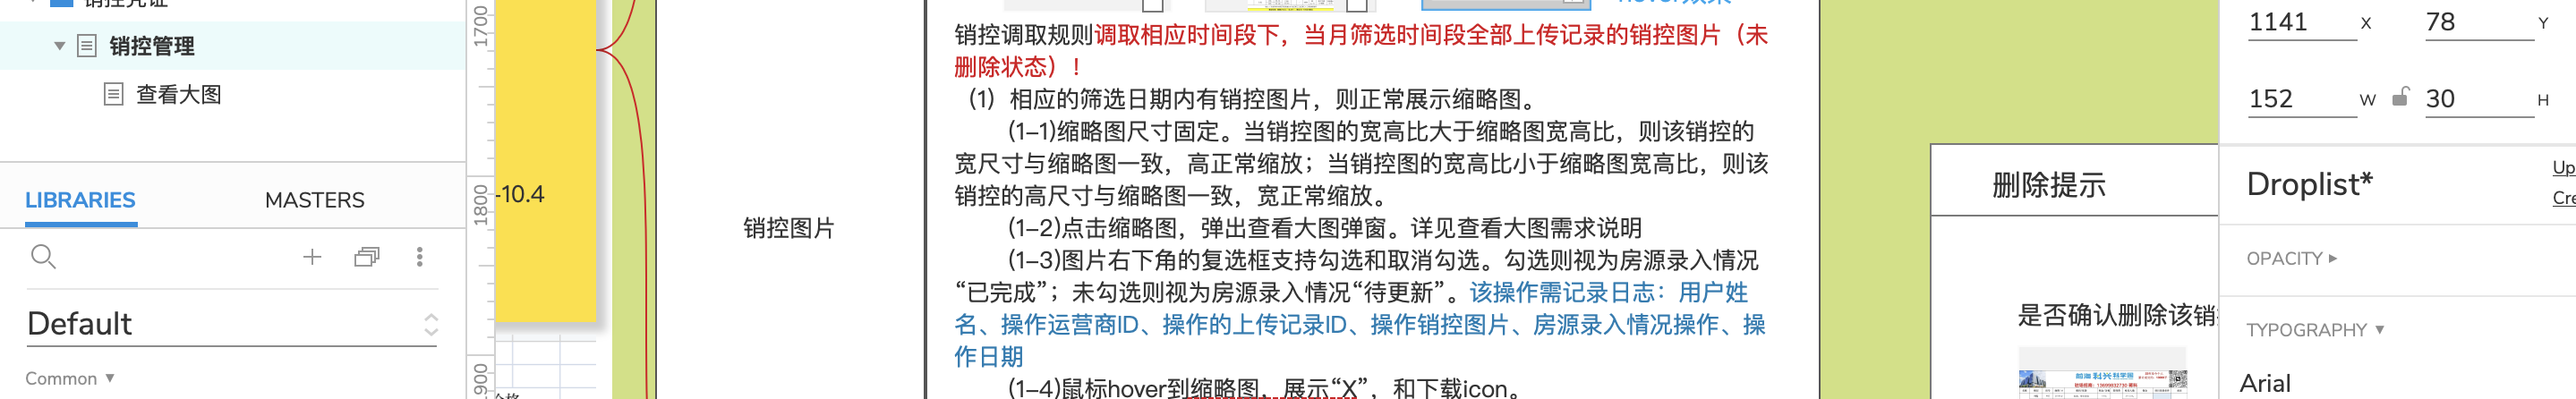 销控凭证
销控管理
查看大图
LIBRARIES
MASTERS
Default
Common
1700
1800
900
-10.4
销控图片
hover效果
销控调取规则调取相应时间段下，当月筛选时间段全部上传记录的销控图片（未
删除状态）！
（1）相应的筛选日期内有销控图片，则正常展示缩略图。
(1-1)缩略图尺寸固定。当销控图的宽高比大于缩略图宽高比，则该销控的
宽尺寸与缩略图一致，高正常缩放；当销控图的宽高比小于缩略图宽高比，则该
销控的高尺寸与缩略图一致，宽正常缩放。
(1-2)点击缩略图，弹出查看大图弹窗。详见查看大图需求说明
(1-3)图片右下角的复选框支持勾选和取消勾选。勾选则视为房源录入情况
“已完成”；未勾选则视为房源录入情况“待更新”。该操作需记录日志：用户姓
名、操作运营商ID、操作的上传记录ID、操作销控图片、房源录入情况操作、操
作日期
(1-4)鼠标hover到缩略图，展示“X”，和下载icon。
删除提示
是否确认删除该销
1141 X 78 Y
152 W 30 H
Droplist*
Up
Cre
OPACITY
TYPOGRAPHY
Arial